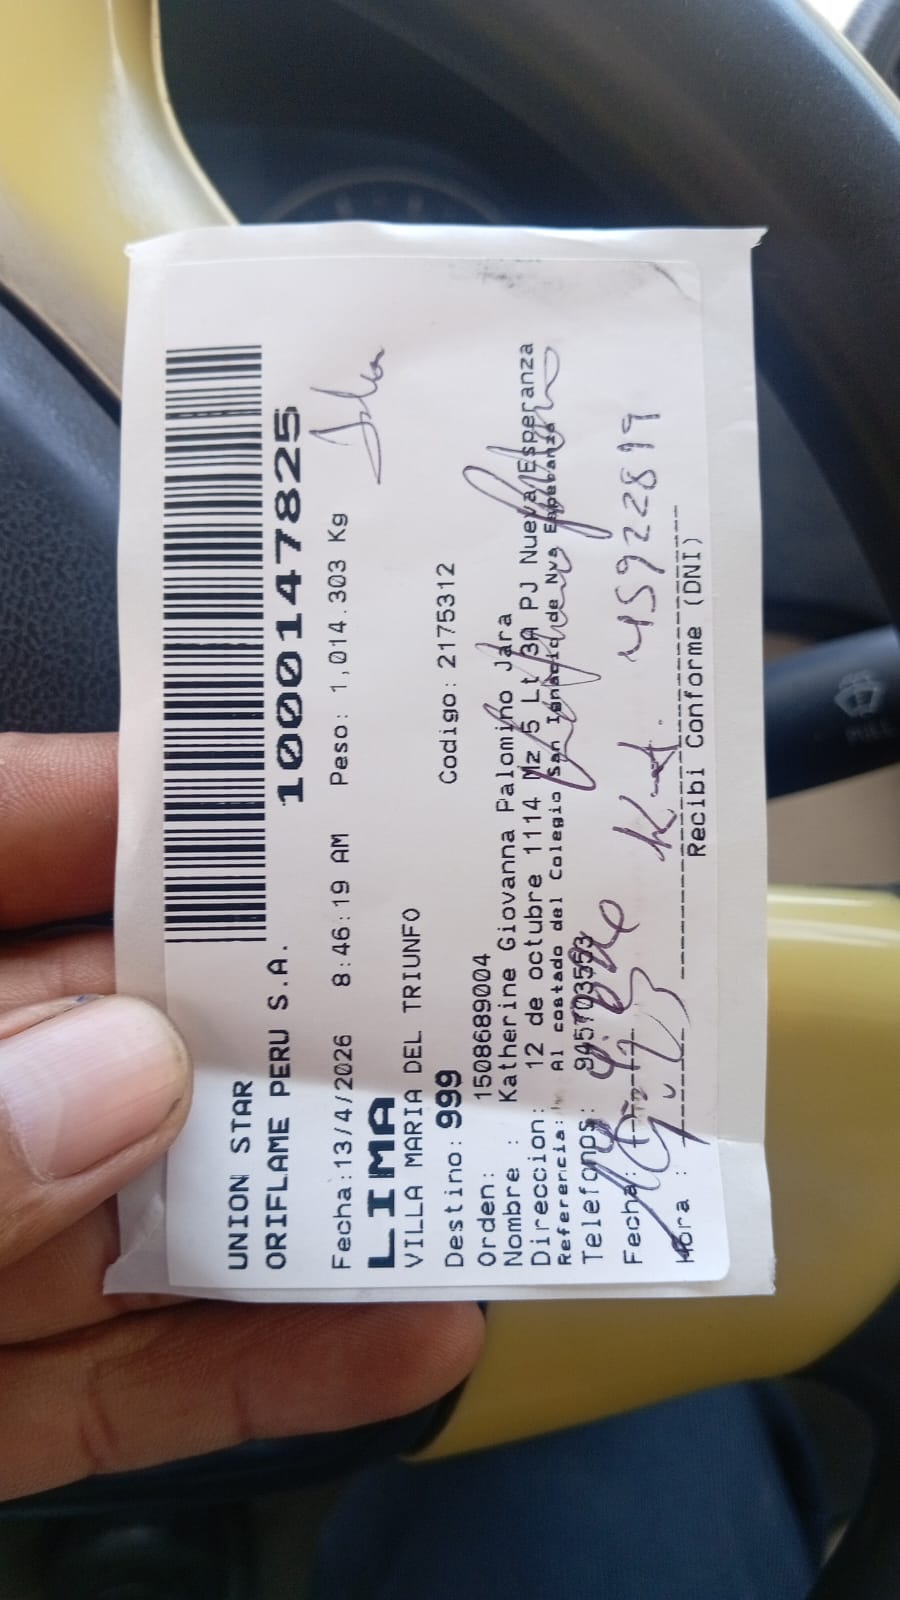 UNION STAR
ORIFLAME PERU S.A.
1000147825
Fecha:13/4/2026 8:46:19 AM Peso: 1,014.303 Kg
LIMA
VILLA MARIA DEL TRIUNFO
Destino: 999 Codigo: 2175312
Orden: 1508689004
Nombre : Katherine Giovanna Palomino Jara
Direccion: 12 de octubre 1114 Mz 5 Lt 3A PJ Nueva Esperanza
Referencia: Al costado del Colegio San Ignacio de Nva Esperanza
Telefonos: 945703553
Fecha:
Hora : 45922899
Recibi Conforme (DNI)